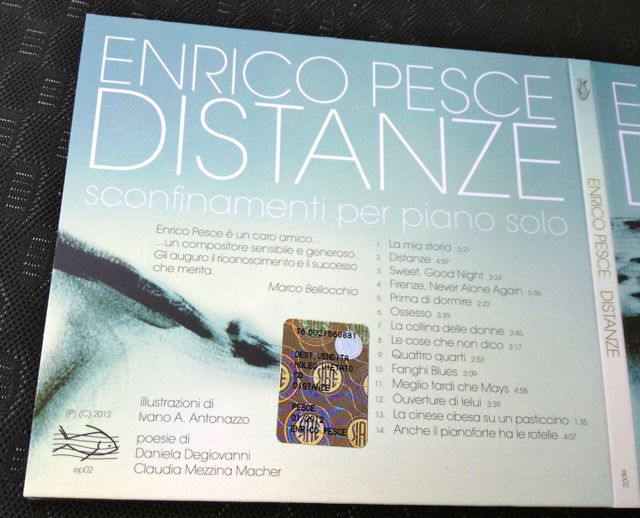 ENRICO PESCE
DISTANZE
sconfinamenti per piano solo
Enrico Pesce è un caro amico...
...un compositore sensibile e generoso.
Gli auguro il riconoscimento e il successo
che merita.
Marco Bellocchio
1. La mia storia 5:21
2. Distanze 4:59
3. Sweet, Good Night 5:24
4. Firenze, Never Alone Again 5:36
5. Prima di dormire 2:22
6. Ossesso 3:39
7. La collina delle donne 2:45
8. Le cose che non dico 3:17
9. Quattro quarti 2:53
10. Fanghi Blues 3:09
11. Meglio tardi che Mays 4:58
12. Ouverture di lelui 3:39
13. La cinese obesa su un pasticcino 1:35
14. Anche il pianoforte ha le rotelle 4:07
DEST.VENDITA
NOLEG.VIETATO
CD
DISTANZE
PESCE
01/2012
ENRICO PESCE
illustrazioni di
Ivano A. Antonazzo
poesie di
Daniela Degiovanni
Claudia Mezzina Macher
(P) (C) 2012
ep02
ENRICO PESCE DISTANZE
ep02